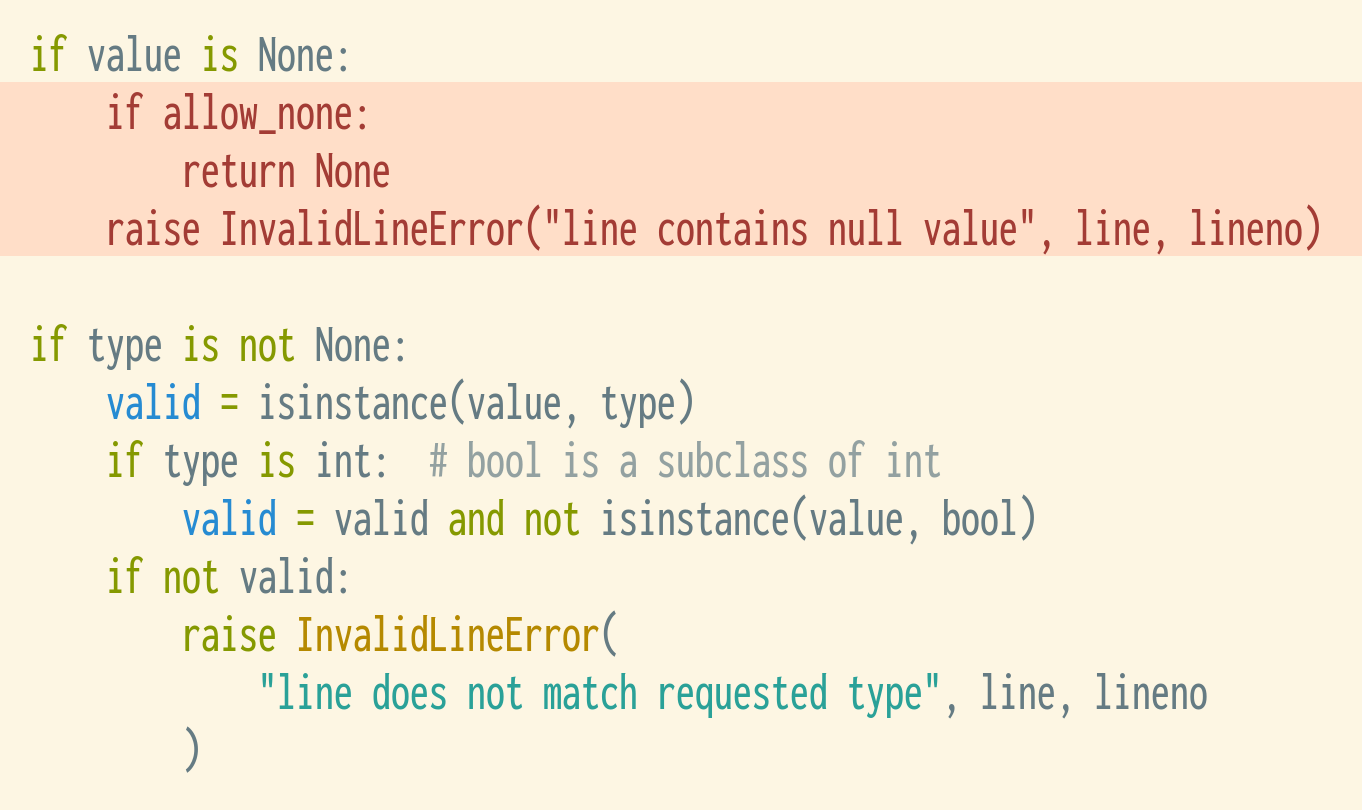 if value is None:
    if allow_none:
        return None
    raise InvalidLineError("line contains null value", line, lineno)

if type is not None:
    valid = isinstance(value, type)
    if type is int:  # bool is a subclass of int
        valid = valid and not isinstance(value, bool)
    if not valid:
        raise InvalidLineError(
            "line does not match requested type", line, lineno
        )